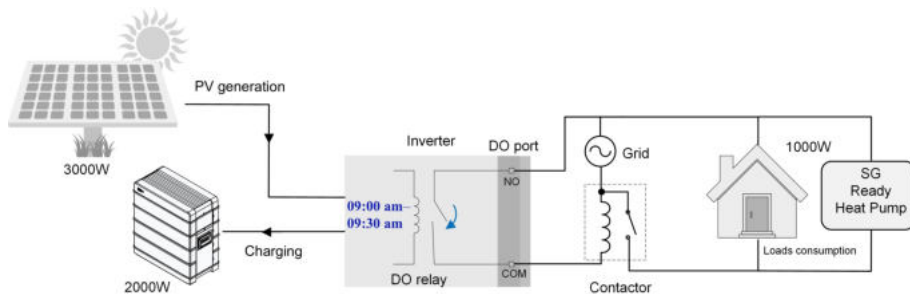 PV generation
3000W
Inverter
DO port
NO
Grid
1000W
SG
Ready
Heat Pump
09:00 am
09:30 am
Charging
2000W
DO relay
COM
Contactor
Loads consumption